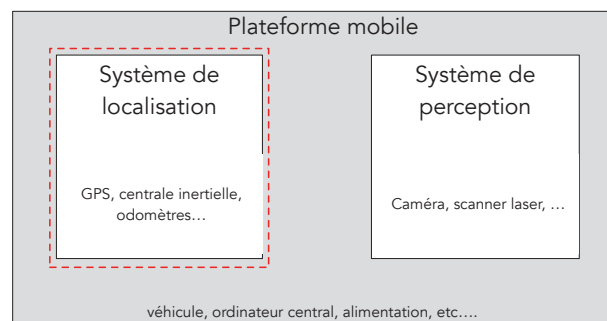 Plateforme mobile
Système de
localisation
GPS, centrale inertielle,
odomètres…
Système de
perception
Caméra, scanner laser, …
véhicule, ordinateur central, alimentation, etc….